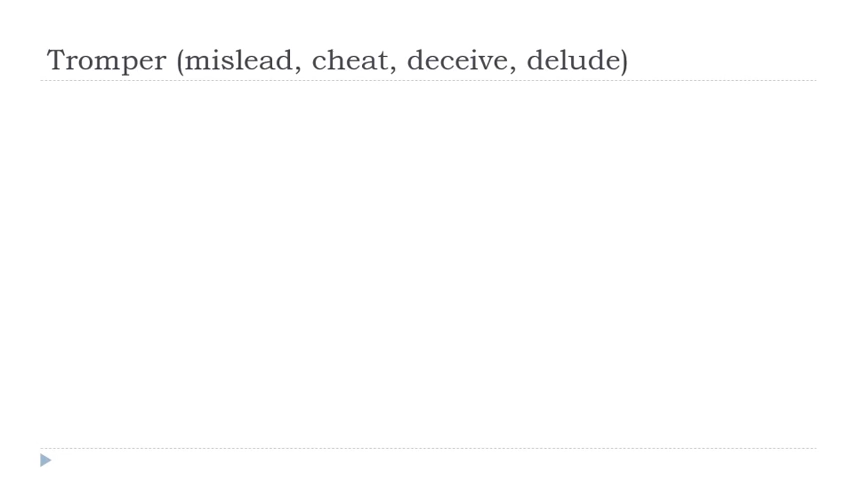 Tromper (mislead, cheat, deceive, delude)